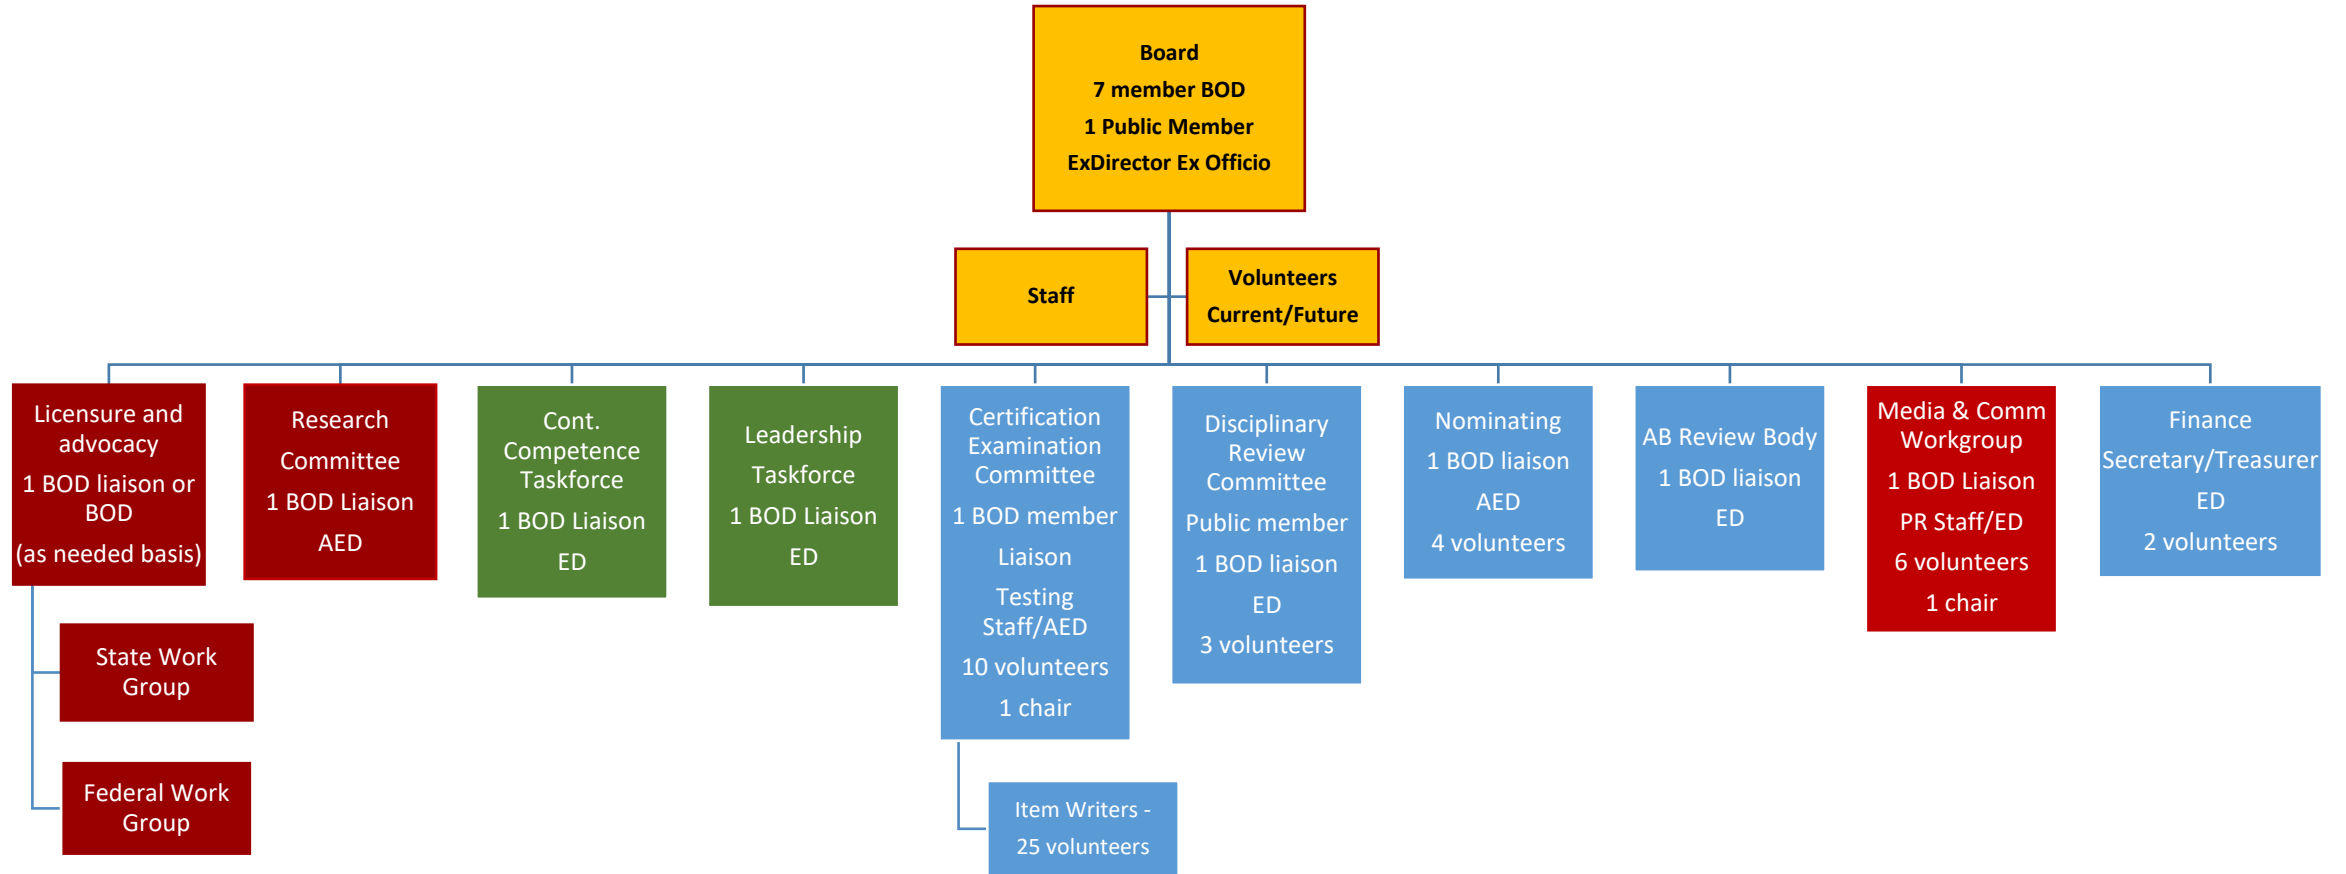 Board
7 member BOD
1 Public Member
ExDirector Ex Officio
Staff
Volunteers
Current/Future
Licensure and
advocacy
1 BOD liaison or
BOD
(as needed basis)
Research
Committee
1 BOD Liaison
AED
Cont.
Competence
Taskforce
1 BOD Liaison
ED
Leadership
Taskforce
1 BOD Liaison
ED
Certification
Examination
Committee
1 BOD member
Liaison
Testing
Staff/AED
10 volunteers
1 chair
Disciplinary
Review
Committee
Public member
1 BOD liaison
ED
3 volunteers
Nominating
1 BOD liaison
AED
4 volunteers
AB Review Body
1 BOD liaison
ED
Media & Comm
Workgroup
1 BOD Liaison
PR Staff/ED
6 volunteers
1 chair
Finance
Secretary/Treasurer
ED
2 volunteers
State Work
Group
Federal Work
Group
Item Writers -
25 volunteers